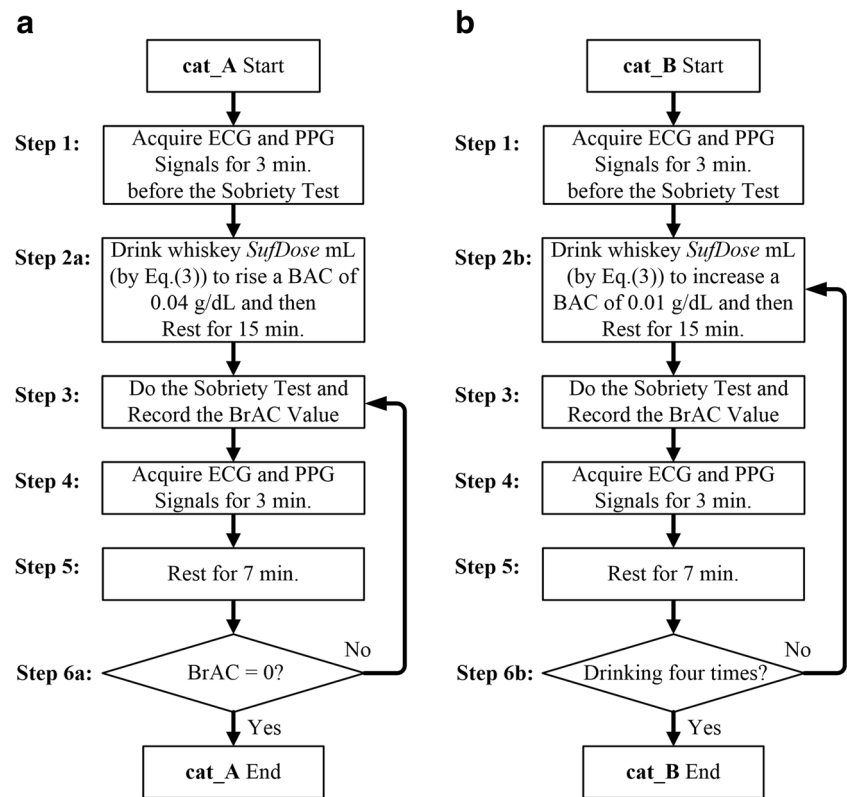 a
cat_A Start
Step 1:
Acquire ECG and PPG
Signals for 3 min.
before the Sobriety Test
Step 2a:
Drink whiskey SufDose mL
(by Eq.(3)) to rise a BAC of
0.04 g/dL and then
Rest for 15 min.
Step 3:
Do the Sobriety Test and
Record the BrAC Value
Step 4:
Acquire ECG and PPG
Signals for 3 min.
Step 5:
Rest for 7 min.
Step 6a:
BrAC = 0?
No
Yes
cat_A End
b
cat_B Start
Step 1:
Acquire ECG and PPG
Signals for 3 min.
before the Sobriety Test
Step 2b:
Drink whiskey SufDose mL
(by Eq.(3)) to increase a
BAC of 0.01 g/dL and then
Rest for 15 min.
Step 3:
Do the Sobriety Test and
Record the BrAC Value
Step 4:
Acquire ECG and PPG
Signals for 3 min.
Step 5:
Rest for 7 min.
Step 6b:
Drinking four times?
No
Yes
cat_B End